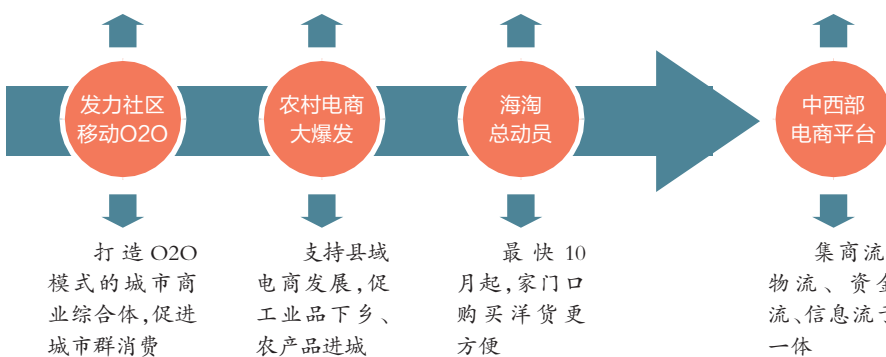 发力社区
移动O2O
农村电商
大爆发
海淘
总动员
中西部
电商平台
打造O2O
模式的城市商
业综合体,促进
城市群消费
支持县域
电商发展,促
工业品下乡、
农产品进城
最快10
月起,家门口
购买洋货更
方便
集商流
物流、资金
流、信息流于
一体